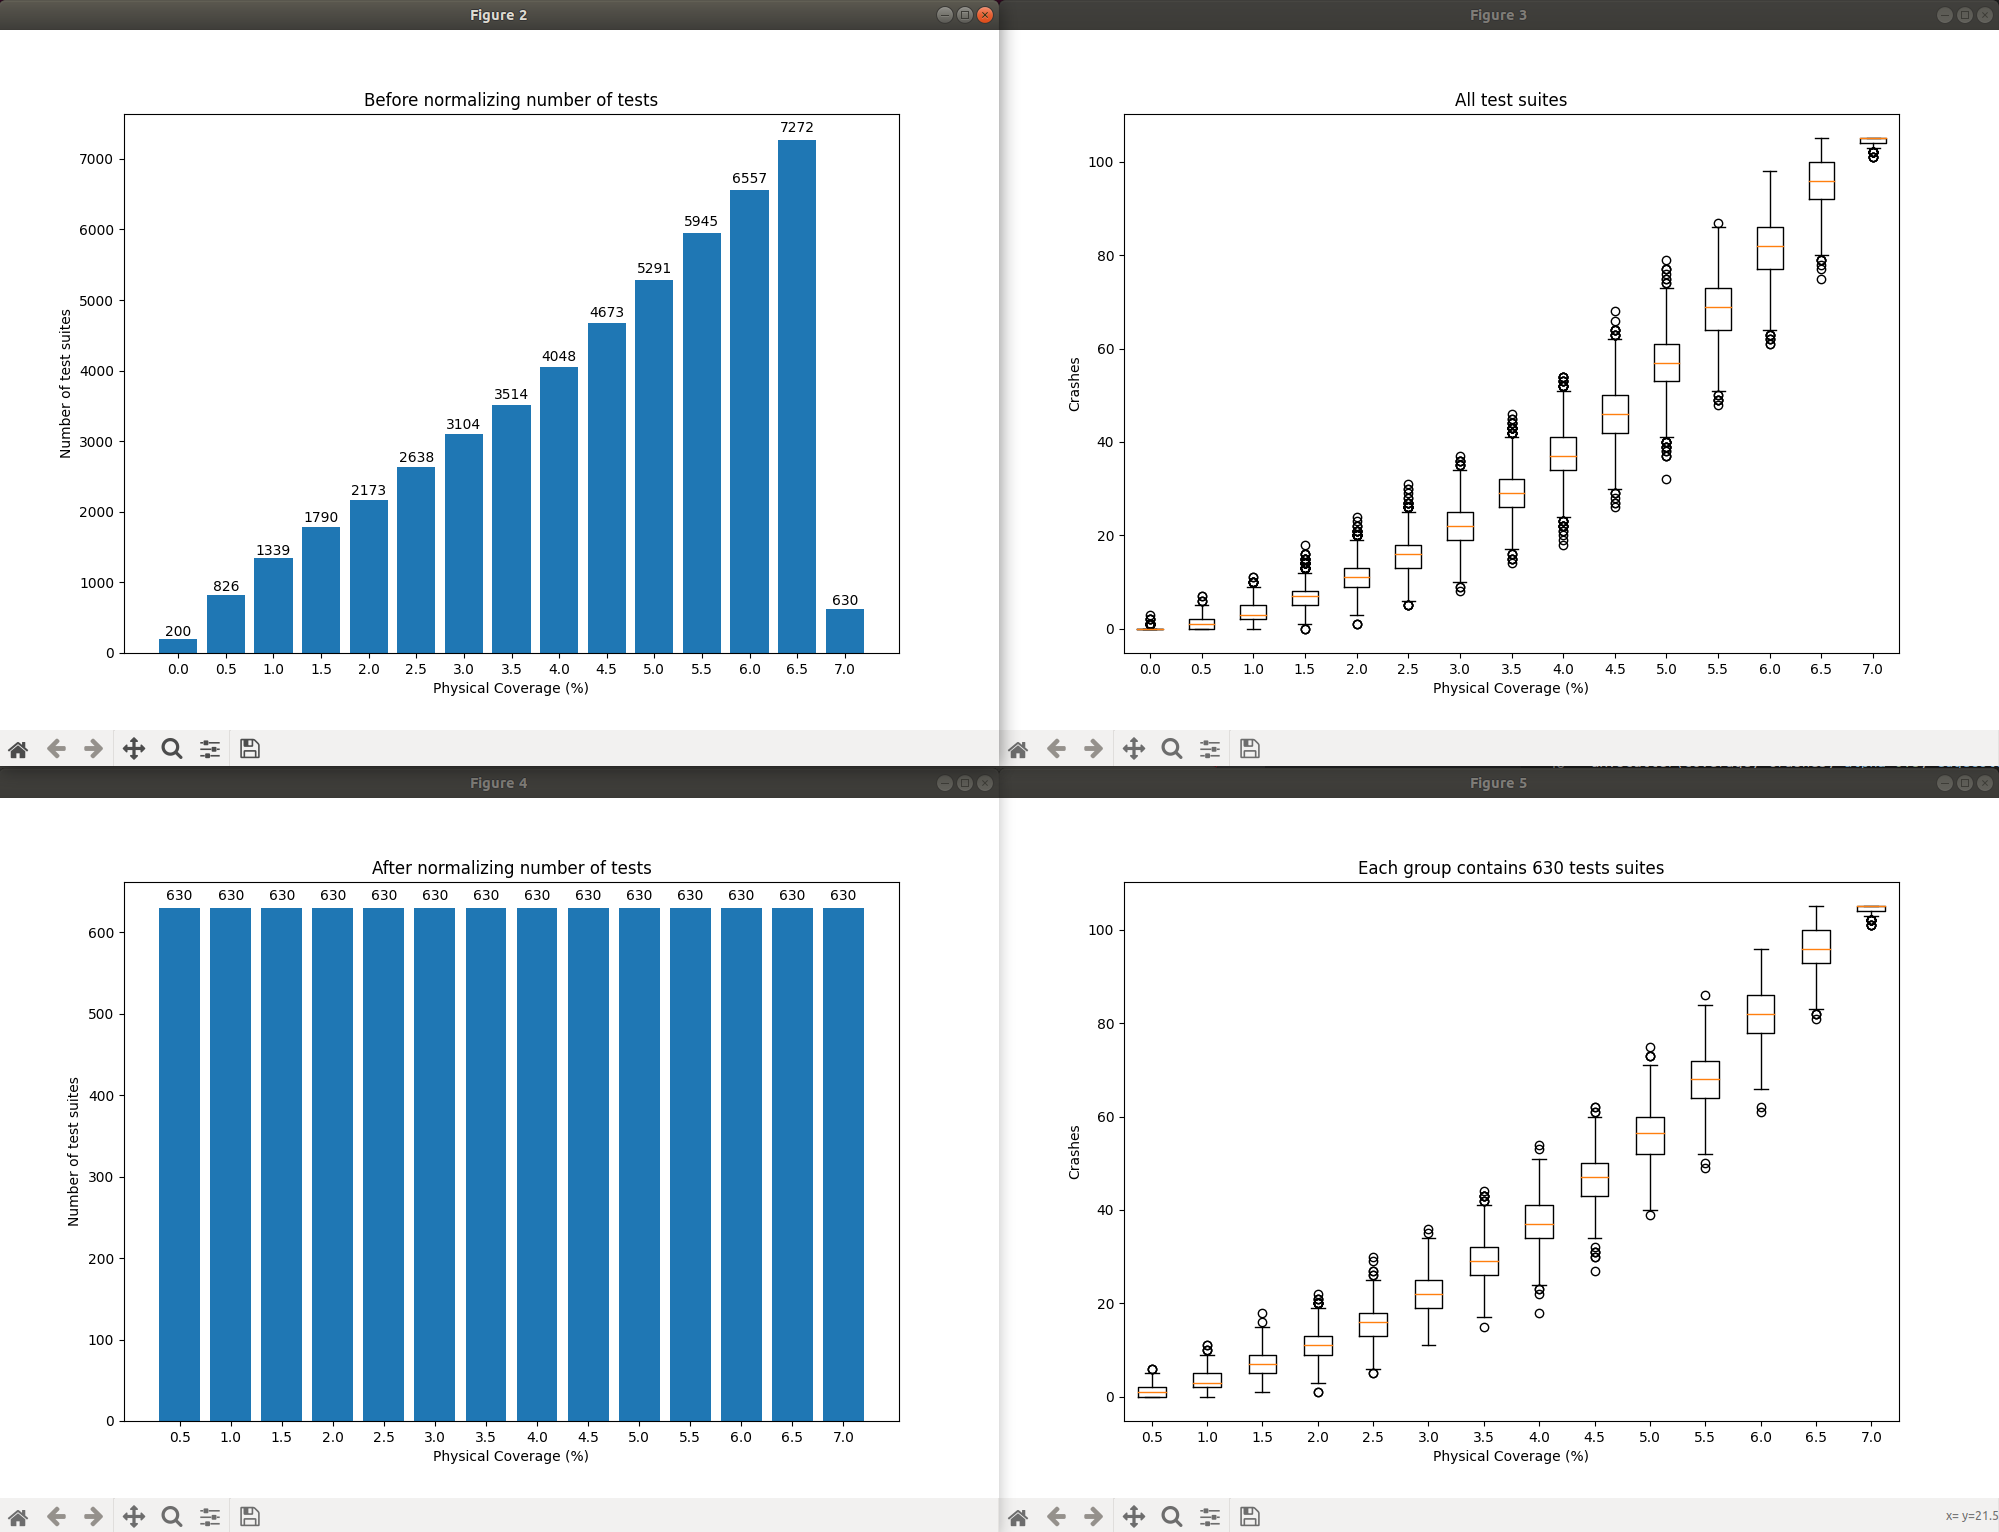 Figure 2
Before normalizing number of tests
7272
7000
6557
6000
5945
5291
5000
4673
4048
4000
3514
3104
3000
2638
2173
2000
1790
1339
1000
826
630
200
0
Number of test suites
0.0 0.5 1.0 1.5 2.0 2.5 3.0 3.5 4.0 4.5 5.0 5.5 6.0 6.5 7.0
Physical Coverage (%)
Figure 3
All test suites
100
80
60
40
20
0
Crashes
0.0 0.5 1.0 1.5 2.0 2.5 3.0 3.5 4.0 4.5 5.0 5.5 6.0 6.5 7.0
Physical Coverage (%)
Figure 4
After normalizing number of tests
630 630 630 630 630 630 630 630 630 630 630 630 630 630
600
500
400
300
200
100
0
Number of test suites
0.5 1.0 1.5 2.0 2.5 3.0 3.5 4.0 4.5 5.0 5.5 6.0 6.5 7.0
Physical Coverage (%)
Figure 5
Each group contains 630 tests suites
100
80
60
40
20
0
Crashes
0.5 1.0 1.5 2.0 2.5 3.0 3.5 4.0 4.5 5.0 5.5 6.0 6.5 7.0
Physical Coverage (%)
x= y=21.5